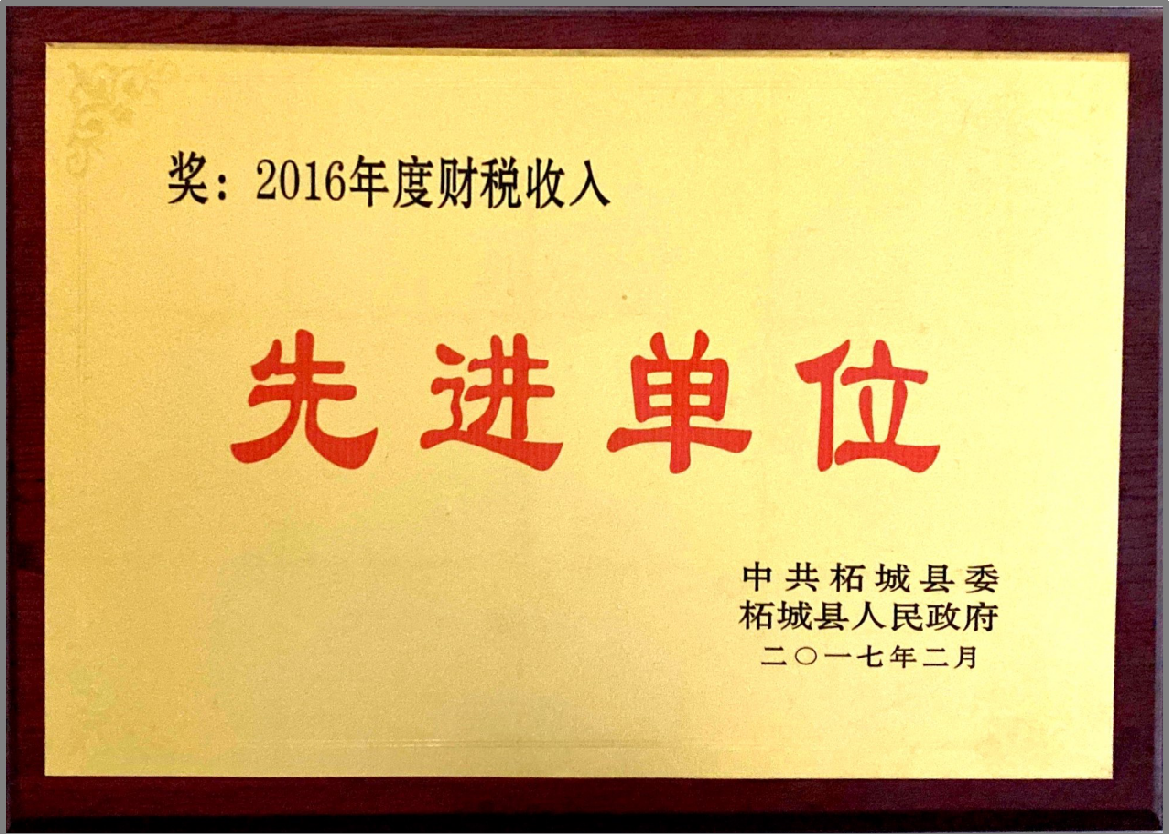 奖：2016年度财税收入
先进单位
中共柘城县委
柘城县人民政府
二〇一七年二月